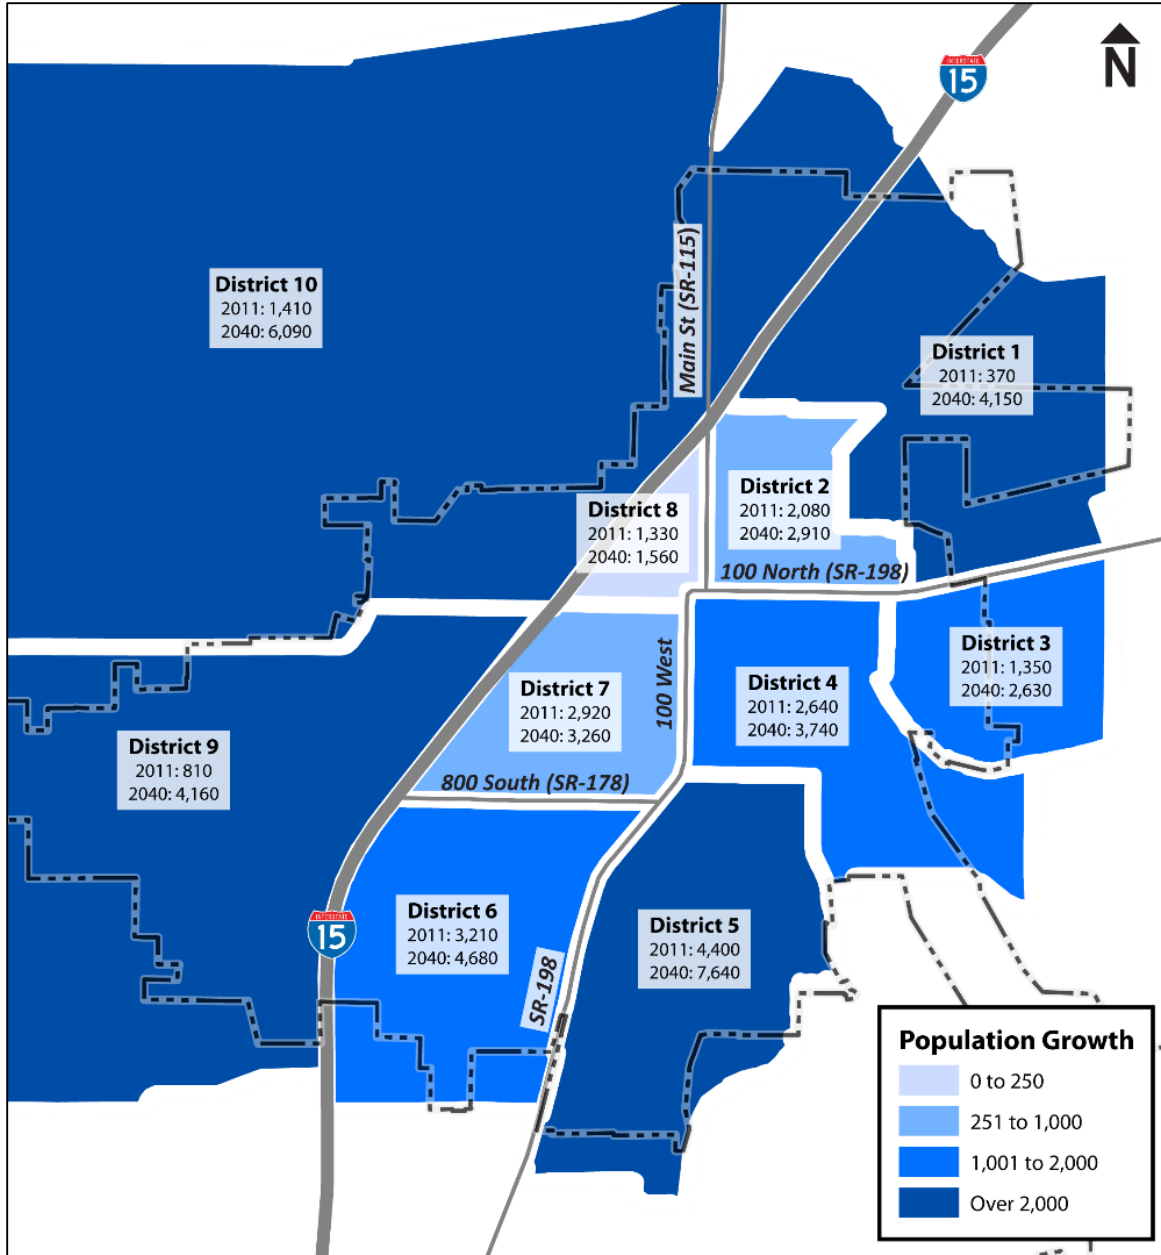 N
INTERSTATE
15
Main St (SR-115)
District 10
2011: 1,410
2040: 6,090
District 1
2011: 370
2040: 4,150
District 2
2011: 2,080
2040: 2,910
District 8
2011: 1,330
2040: 1,560
100 North (SR-198)
District 3
2011: 1,350
2040: 2,630
100 West
District 4
2011: 2,640
2040: 3,740
District 7
2011: 2,920
2040: 3,260
District 9
2011: 810
2040: 4,160
800 South (SR-178)
District 6
2011: 3,210
2040: 4,680
INTERSTATE
15
District 5
2011: 4,400
2040: 7,640
SR-198
Population Growth
0 to 250
251 to 1,000
1,001 to 2,000
Over 2,000